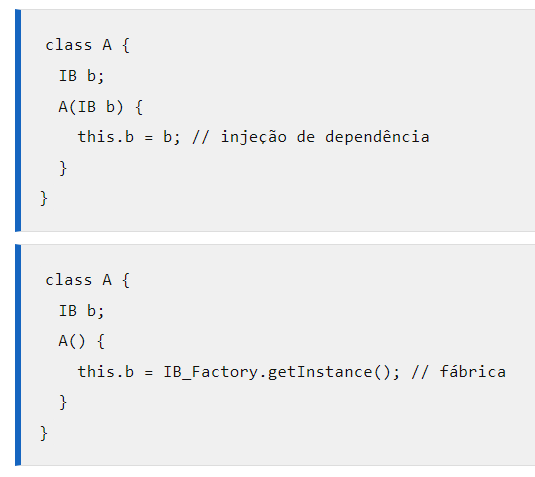 class A {
IB b;
A(IB b) {
this.b = b; // injeção de dependência
}
}
class A {
IB b;
A() {
this.b = IB_Factory.getInstance(); // fábrica
}
}